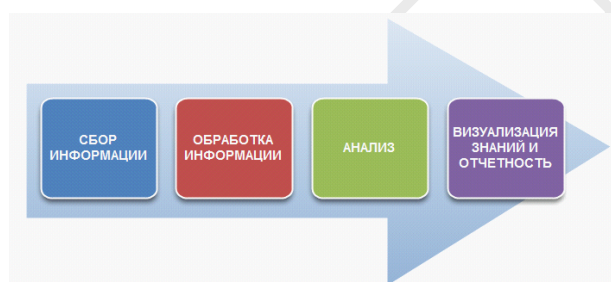 СБОР
ИНФОРМАЦИИ
ОБРАБОТКА
ИНФОРМАЦИИ
АНАЛИЗ
ВИЗУАЛИЗАЦИЯ
ЗНАНИЙ И
ОТЧЕТНОСТЬ